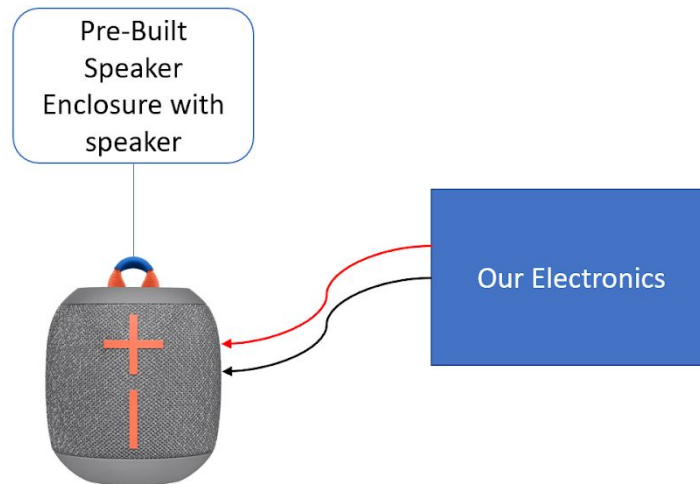 Pre-Built
Speaker
Enclosure with
speaker
Our Electronics